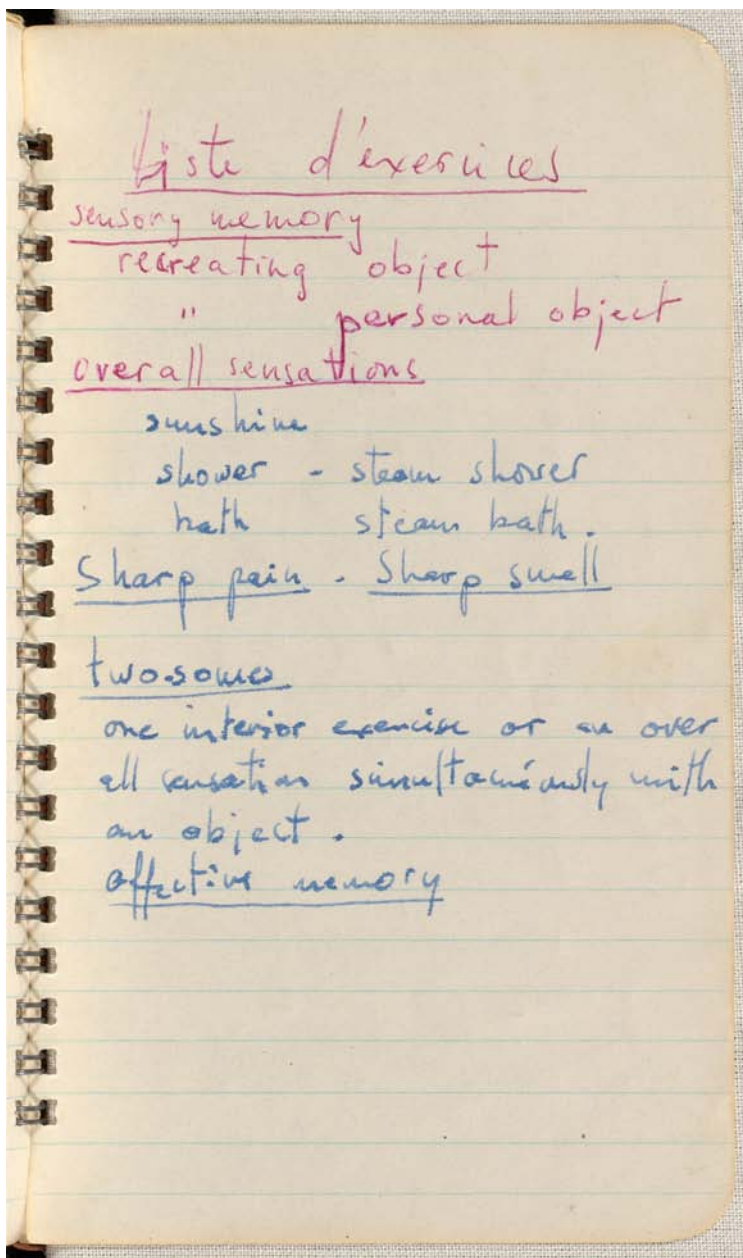 Liste d'exercices
sensory memory
recreating object
" personal object
overall sensations
sunshine
shower - steam shower
bath steam bath.
Sharp pain - Sharp smell
two-somes
one interior exercise or an over
all sensation simultaneously with
an object.
affective memory